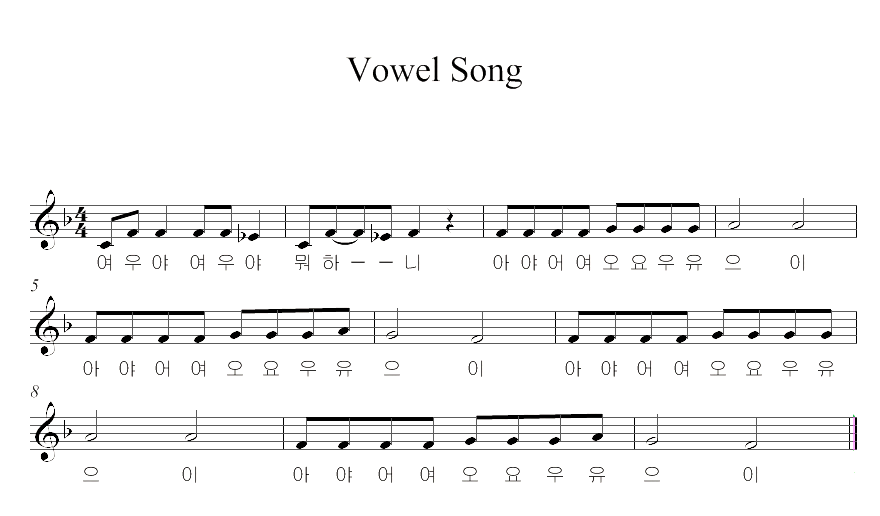 Vowel Song
여 우 야 여 우 야 뭐 하 ㅡ ㅡ 니 아 야 어 여 오 요 우 유 으 이
5
아 야 어 여 오 요 우 유 으 이 아 야 어 여 오 요 우 유
8
으 이 아 야 어 여 오 요 우 유 으 이